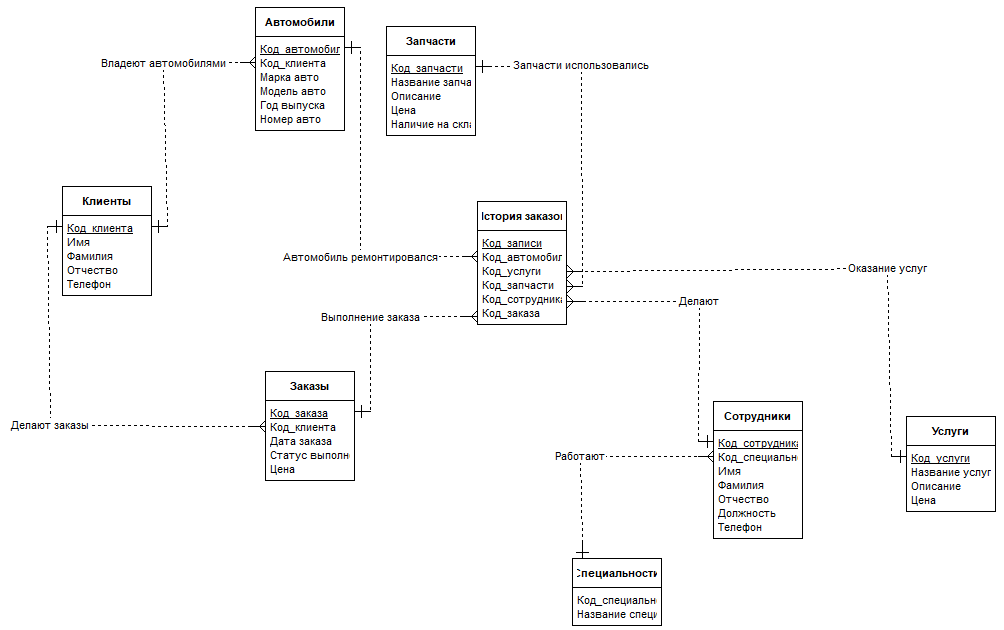 Автомобили
Код_автомобил
Код_клиента
Марка авто
Модель авто
Год выпуска
Номер авто
Запчасти
Код_запчасти
Название запча
Описание
Цена
Наличие на скла
Владеют автомобилями
Запчасти использовались
Клиенты
Код_клиента
Имя
Фамилия
Отчество
Телефон
История заказов
Код_записи
Код_автомобил
Код_услуги
Код_запчасти
Код_сотрудника
Код_заказа
Автомобиль ремонтировался
Оказание услуг
Делают
Выполнение заказа
Заказы
Код_заказа
Код_клиента
Дата заказа
Статус выполн
Цена
Делают заказы
Сотрудники
Код_сотрудника
Код_специальн
Имя
Фамилия
Отчество
Должность
Телефон
Услуги
Код_услуги
Название услуг
Описание
Цена
Работают
Специальности
Код_специальн
Название специ